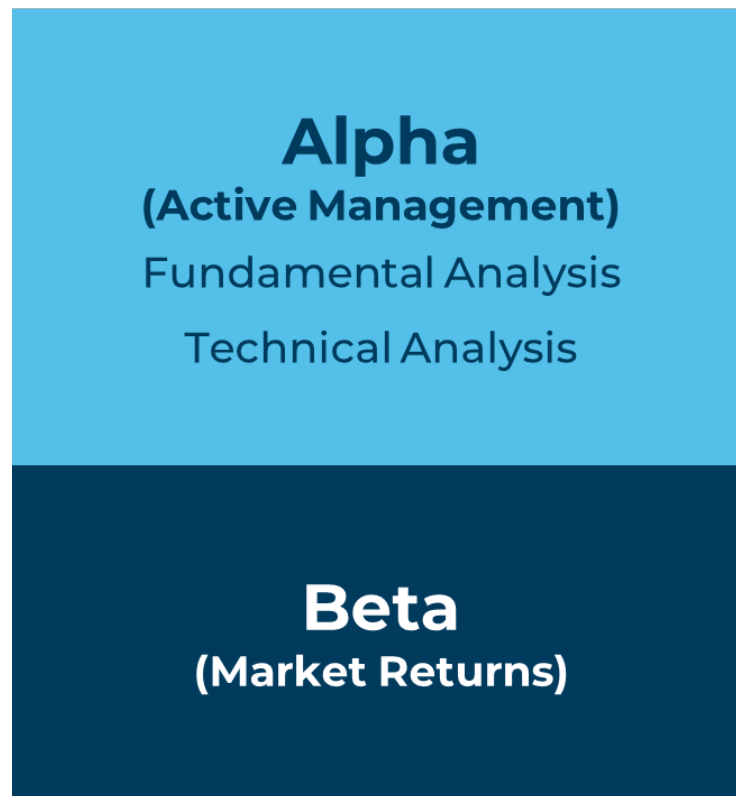 Alpha
(Active Management)
Fundamental Analysis
Technical Analysis
Beta
(Market Returns)